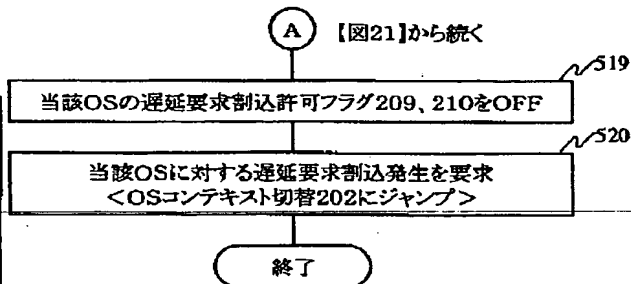 A 【図21】から続く
519
当該OSの遅延要求割込許可フラグ209、210をOFF
520
当該OSに対する遅延要求割込発生を要求
＜OSコンテキスト切替202にジャンプ＞
終了